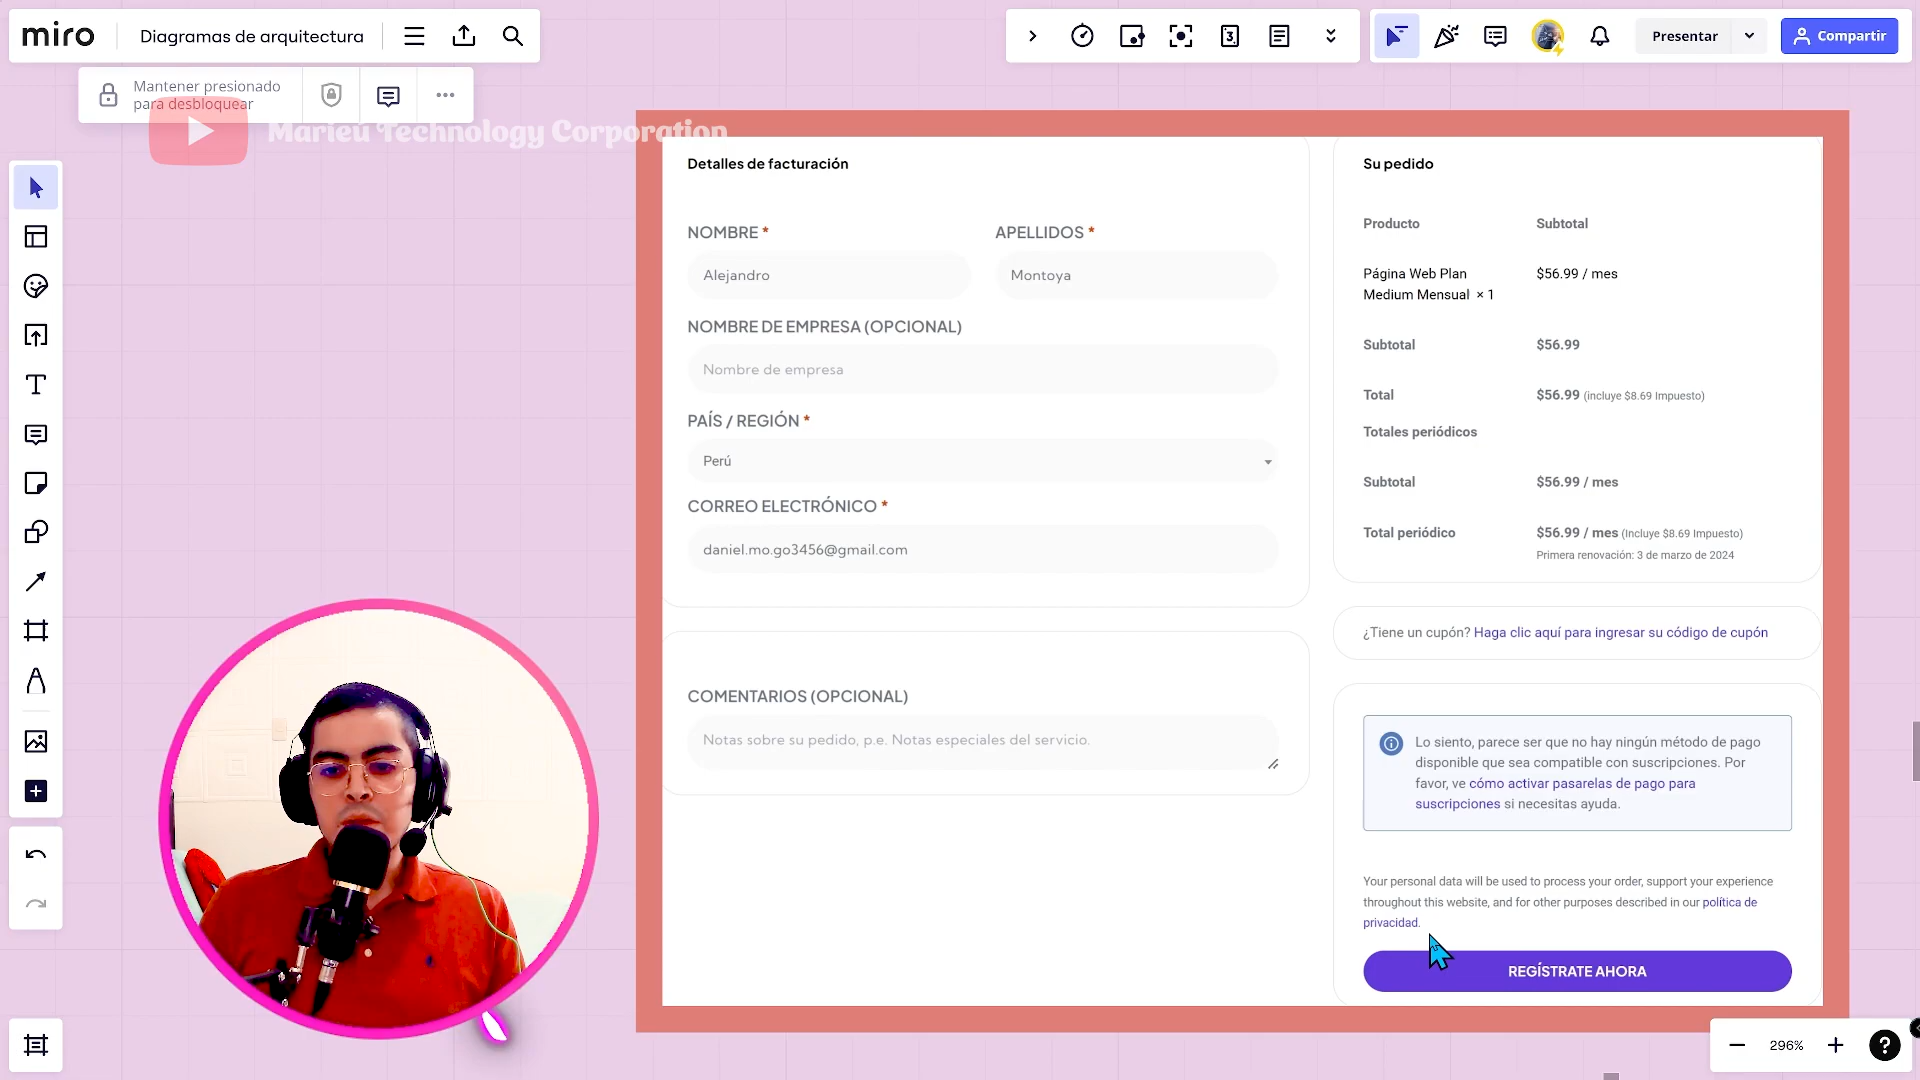 miro
Diagramas de arquitectura
Presentar
Compartir
Mantener presionado
para desbloquear
Marleu Technology Corporation
Detalles de facturación
NOMBRE *
APELLIDOS *
Alejandro
Montoya
NOMBRE DE EMPRESA (OPCIONAL)
Nombre de empresa
PAÍS / REGIÓN *
Perú
CORREO ELECTRÓNICO *
daniel.mo.go3456@gmail.com
COMENTARIOS (OPCIONAL)
Notas sobre su pedido, p.e. Notas especiales del servicio.
Su pedido
Producto
Subtotal
Página Web Plan
Medium Mensual × 1
$56.99 / mes
Subtotal
$56.99
Total
$56.99 (incluye $8.69 Impuesto)
Totales periódicos
Subtotal
$56.99 / mes
Total periódico
$56.99 / mes (Incluye $8.69 Impuesto)
Primera renovación: 3 de marzo de 2024
¿Tiene un cupón? Haga clic aquí para ingresar su código de cupón
Lo siento, parece ser que no hay ningún método de pago
disponible que sea compatible con suscripciones. Por
favor, ve cómo activar pasarelas de pago para
suscripciones si necesitas ayuda.
Your personal data will be used to process your order, support your experience
throughout this website, and for other purposes described in our política de
privacidad.
REGÍSTRATE AHORA
296%